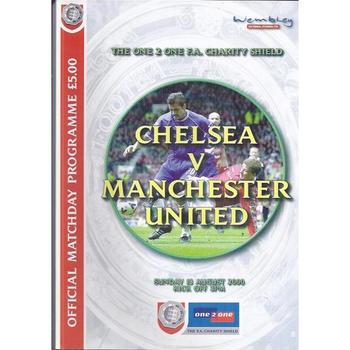 Wembley
THE ONE 2 ONE F.A. CHARITY SHIELD
OFFICIAL MATCHDAY PROGRAMME £5.00
CHELSEA
V
MANCHESTER
UNITED
SUNDAY 13 AUGUST 2000
KICK OFF 3PM
one 2 one
THE F.A. CHARITY SHIELD